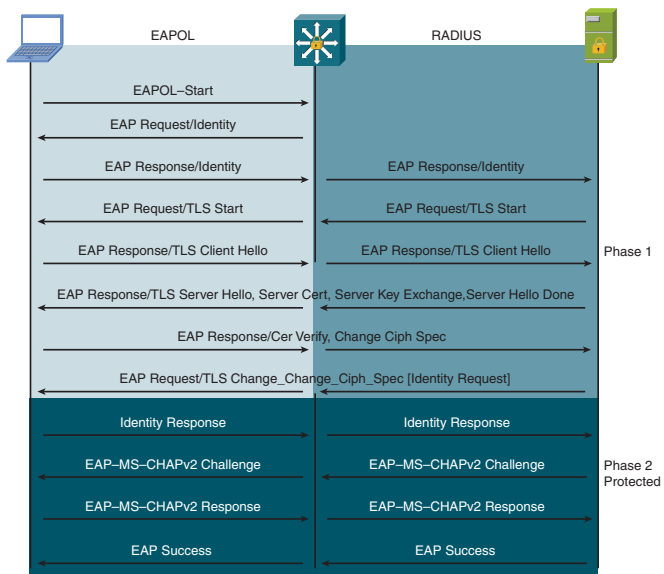 EAPOL
RADIUS
EAPOL–Start
EAP Request/Identity
EAP Response/Identity
EAP Response/Identity
EAP Request/TLS Start
EAP Request/TLS Start
EAP Response/TLS Client Hello
EAP Response/TLS Client Hello
Phase 1
EAP Response/TLS Server Hello, Server Cert, Server Key Exchange,Server Hello Done
EAP Response/Cer Verify, Change Ciph Spec
EAP Request/TLS Change_Change_Ciph_Spec [Identity Request]
Identity Response
Identity Response
EAP–MS–CHAPv2 Challenge
EAP–MS–CHAPv2 Challenge
Phase 2
Protected
EAP–MS–CHAPv2 Response
EAP–MS–CHAPv2 Response
EAP Success
EAP Success